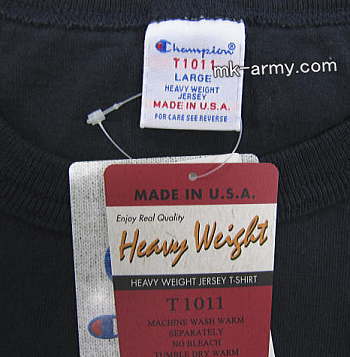 Champion®
T1011
LARGE
mk-army.com
HEAVY WEIGHT
JERSEY
MADE IN U.S.A.
FOR CARE SEE REVERSE
MADE IN U.S.A.
Enjoy Real Quality
Heavy Weight
HEAVY WEIGHT JERSEY T-SHIRT
T1011
MACHINE WASH WARM
SEPARATELY
NO BLEACH
TUMBLE DRY WARM